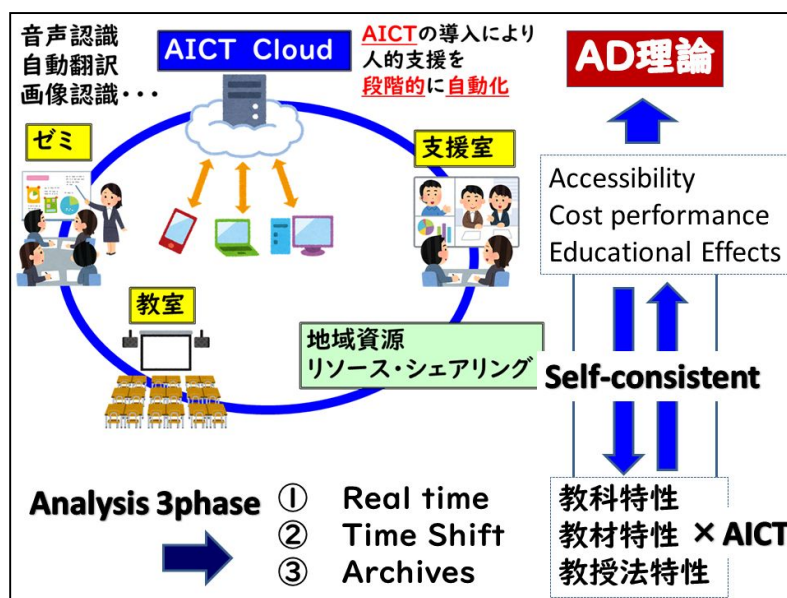 音声認識
自動翻訳
画像認識・・・
AICT Cloud
AICTの導入により
人的支援を
段階的に自動化
AD理論
ゼミ
支援室
教室
地域資源
リソース・シェアリング
Accessibility
Cost performance
Educational Effects
Self-consistent
Analysis 3phase
① Real time
② Time Shift
③ Archives
教科特性
教材特性 × AICT
教授法特性